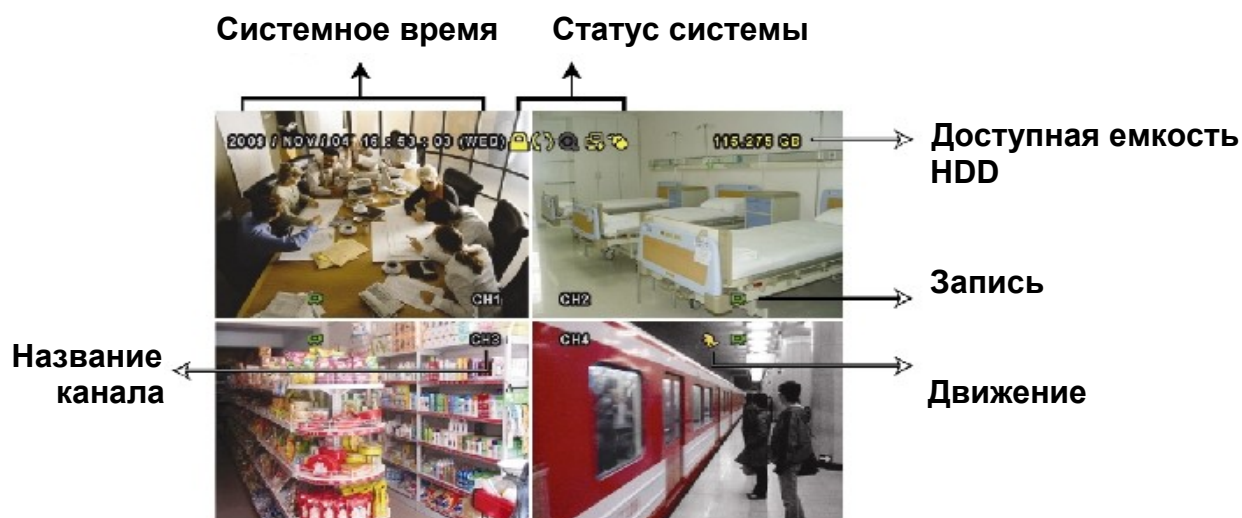 Системное время
Статус системы
2009 / NOV / 04 16 : 53 : 03 (WED)
115.275 GB
Доступная емкость
HDD
CH1
CH2
Запись
CH3
CH4
Название
канала
Движение